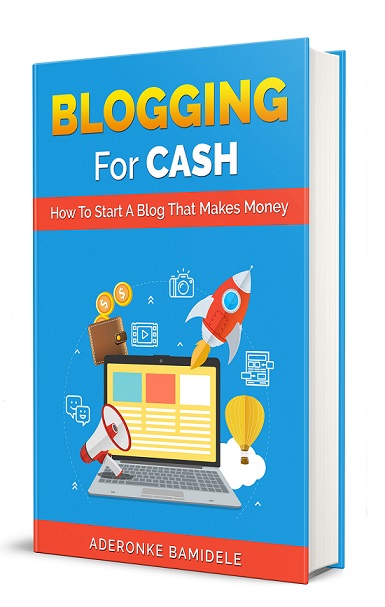 BLOGGING
For CASH
How To Start A Blog That Makes Money
$
$
ADERONKE BAMIDELE